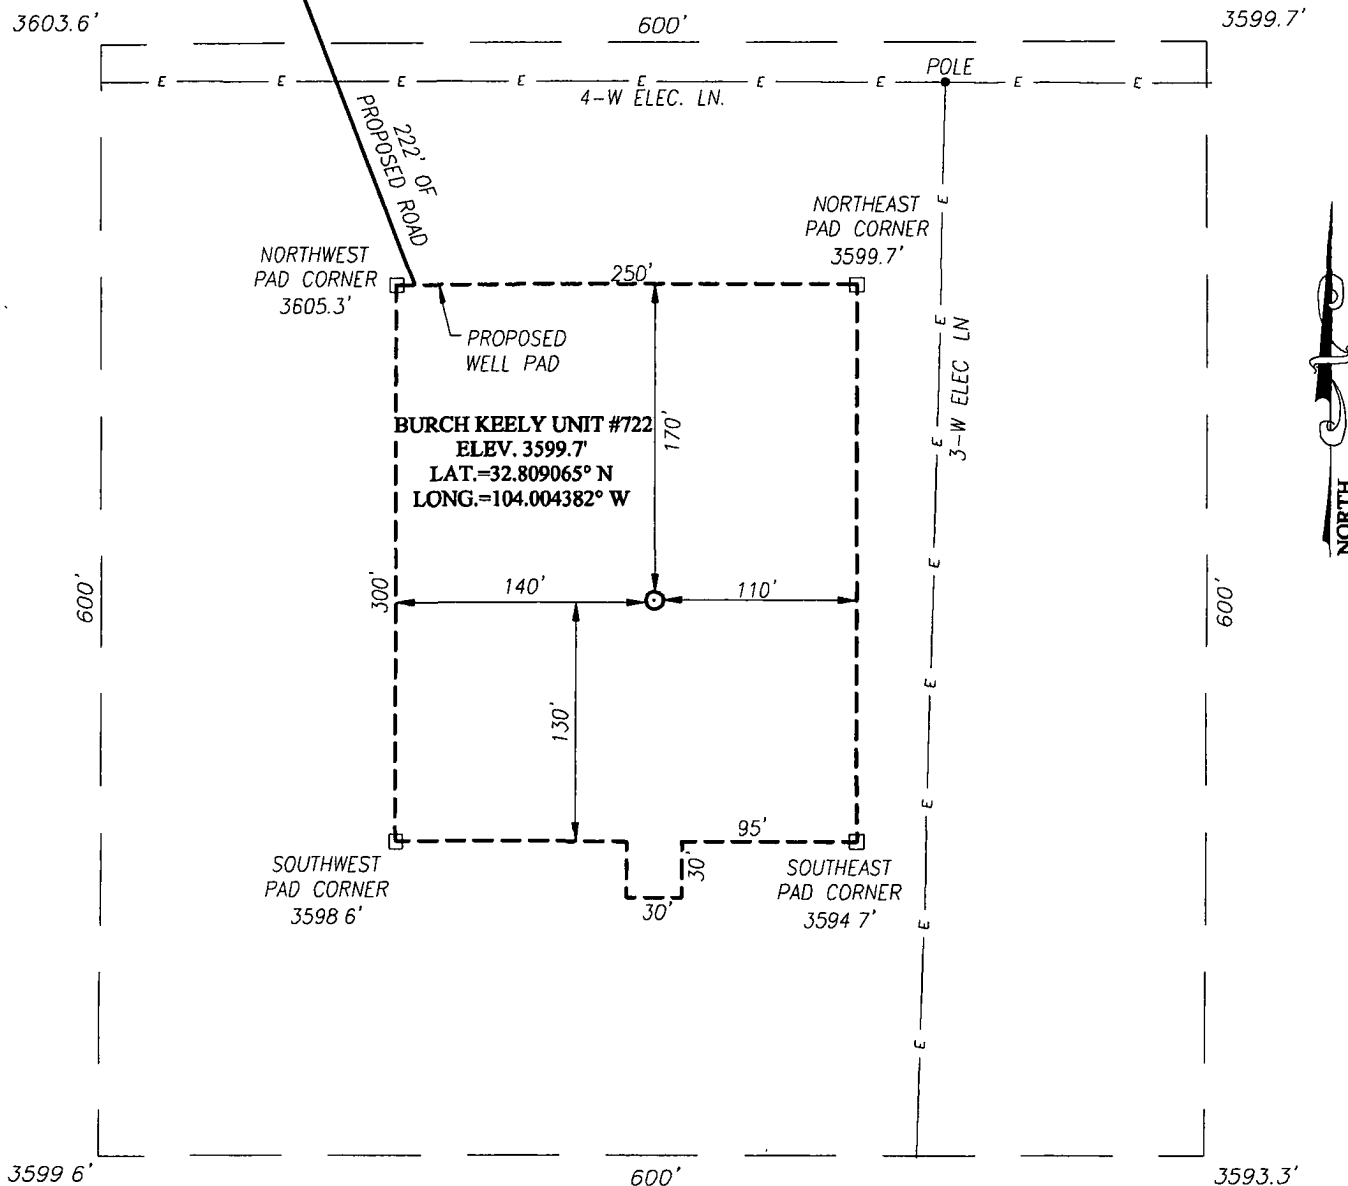 3603.6'
600'
3599.7'
E E E E E E E E
POLE
4-W ELEC. LN.
222' OF
PROPOSED ROAD
NORTHWEST
PAD CORNER
3605.3'
NORTHEAST
PAD CORNER
3599.7'
250'
PROPOSED
WELL PAD
E E E E E E E E
3-W ELEC LN
BURCH KEELY UNIT #722
ELEV. 3599.7'
LAT.=32.809065° N
LONG.=104.004382° W
170'
NORTH
600'
300'
140'
110'
600'
130'
95'
30'
30'
SOUTHWEST
PAD CORNER
3598 6'
SOUTHEAST
PAD CORNER
3594 7'
3599 6'
600'
3593.3'